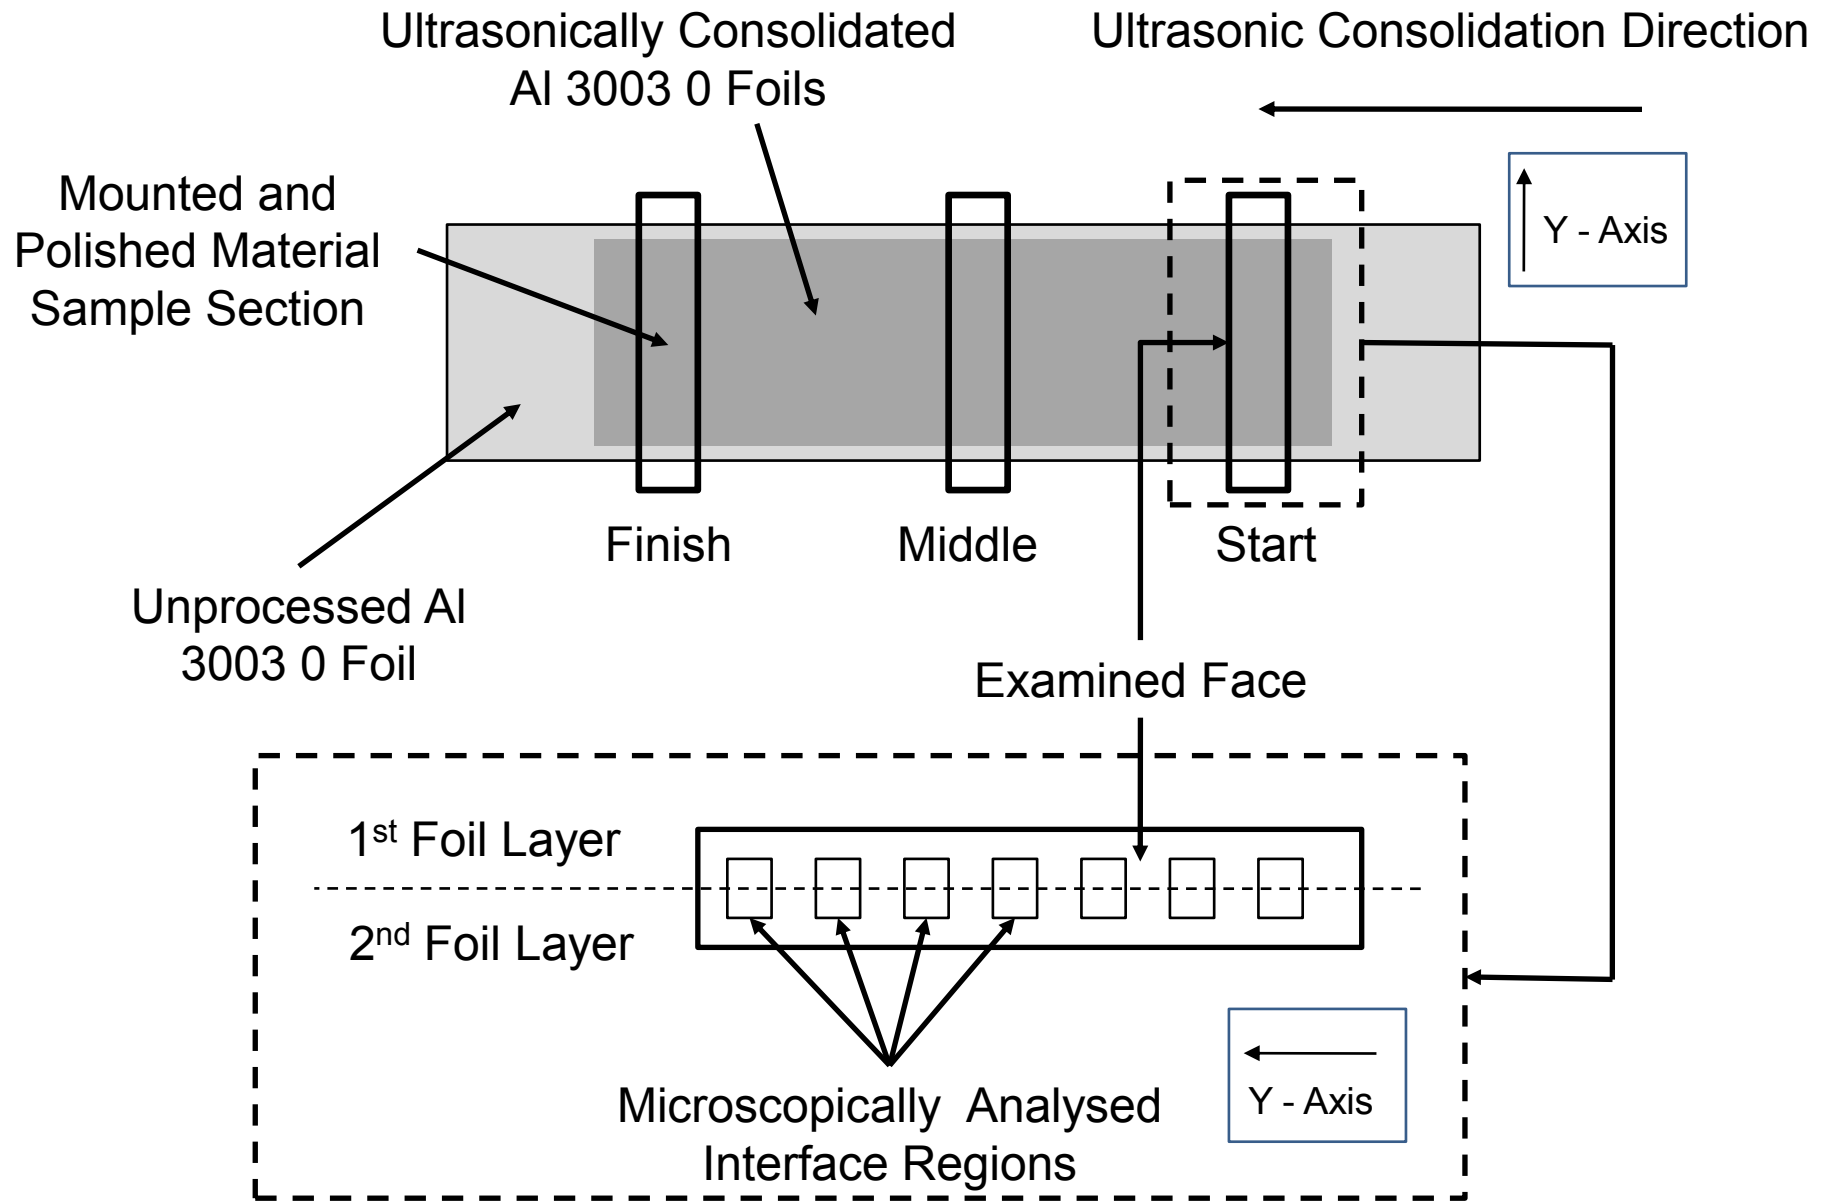 Ultrasonically Consolidated
Al 3003 0 Foils
Ultrasonic Consolidation Direction
Y - Axis
Mounted and
Polished Material
Sample Section
Finish
Middle
Start
Unprocessed Al
3003 0 Foil
Examined Face
1st Foil Layer
2nd Foil Layer
Microscopically Analysed
Interface Regions
Y - Axis